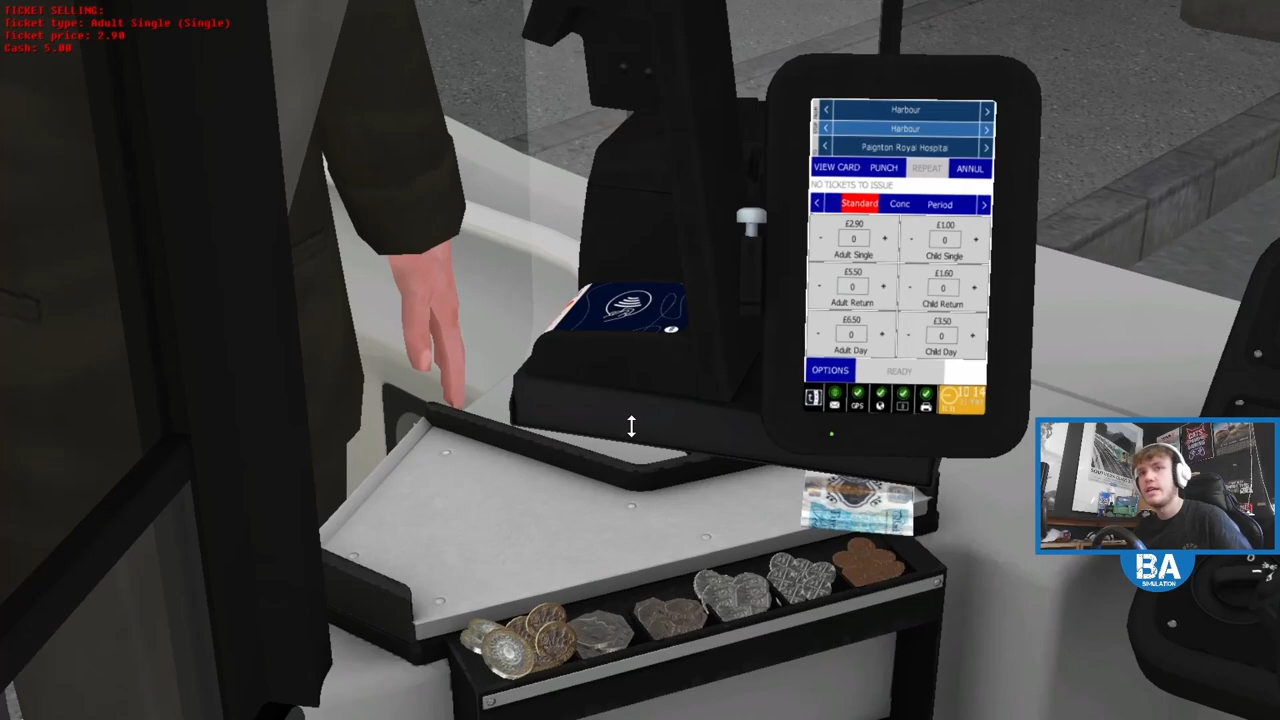 TICKET SELLING:
Ticket type: Adult Single (Single)
Ticket price: 2.90
Cash: 5.00
Harbour
Harbour
Paignton Royal Hospital
VIEW CARD PUNCH REPEAT ANNUL
NO TICKETS TO ISSUE
Standard Conc Period
£2.90 £1.00
- 0 + - 0 +
Adult Single Child Single
£5.50 £1.60
- 0 + - 0 +
Adult Return Child Return
£6.50 £3.50
- 0 + - 0 +
Adult Day Child Day
OPTIONS READY
GPS
10 14
BA
SIMULATION